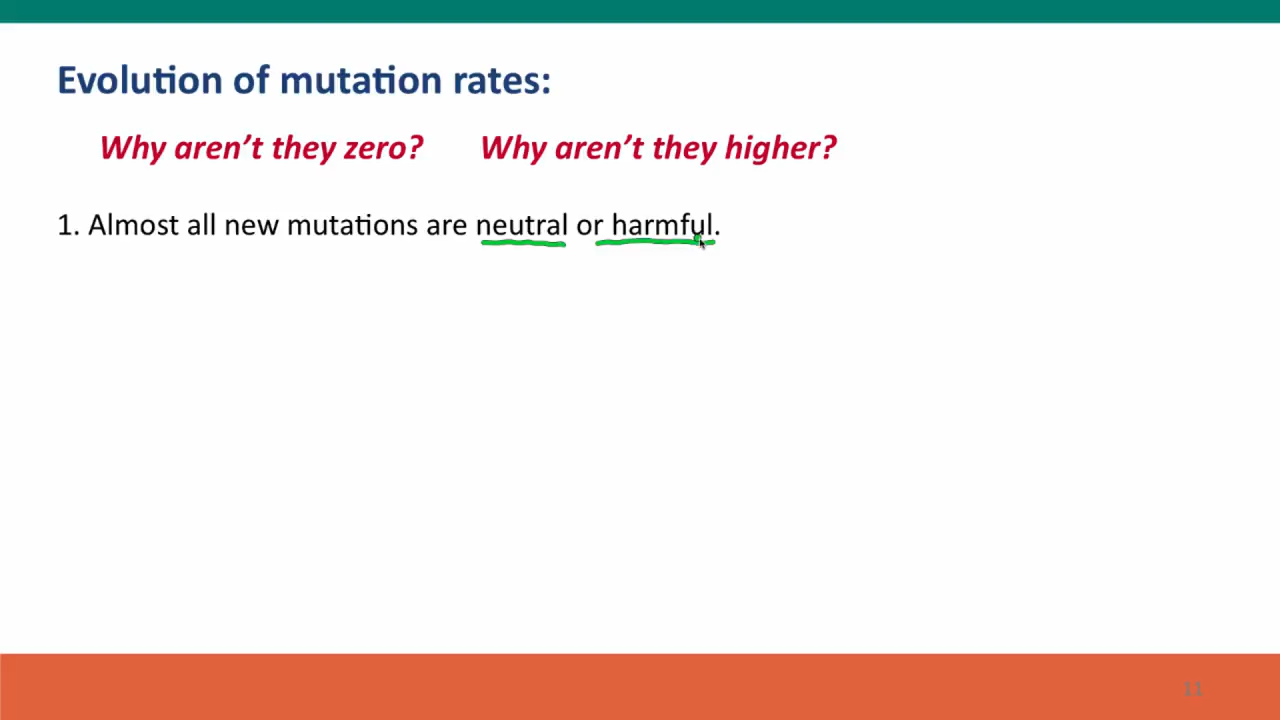 Evolution of mutation rates:
Why aren't they zero? Why aren't they higher?
1. Almost all new mutations are neutral or harmful.
11